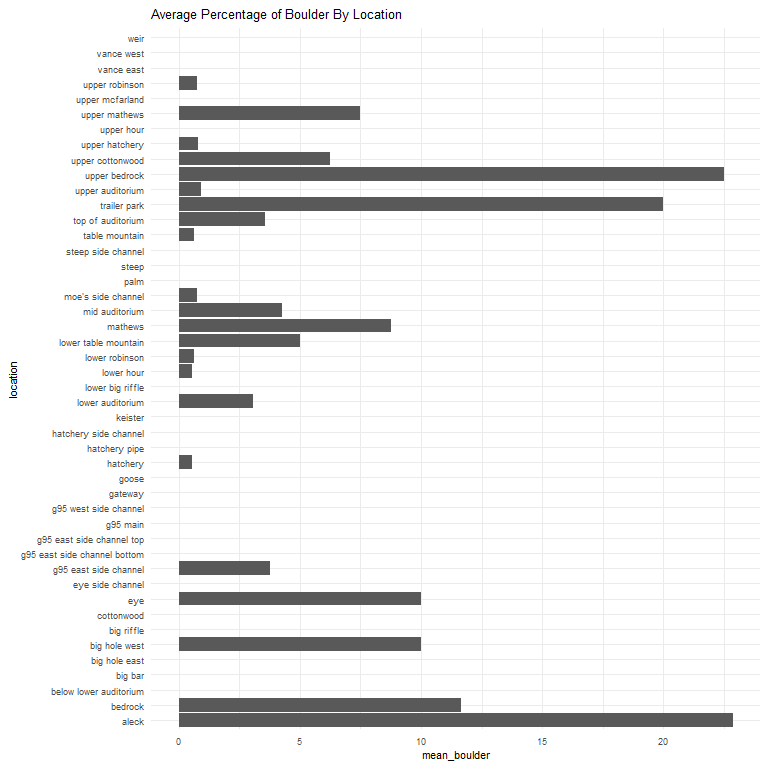 Average Percentage of Boulder By Location
weir
vance west
vance east
upper robinson
upper mcfarland
upper mathews
upper hour
upper hatchery
upper cottonwood
upper bedrock
upper auditorium
trailer park
top of auditorium
table mountain
steep side channel
steep
palm
moe's side channel
mid auditorium
mathews
lower table mountain
lower robinson
lower hour
lower big riffle
lower auditorium
keister
hatchery side channel
hatchery pipe
hatchery
goose
gateway
g95 west side channel
g95 main
g95 east side channel top
g95 east side channel bottom
g95 east side channel
eye side channel
eye
cottonwood
big riffle
big hole west
big hole east
big bar
below lower auditorium
bedrock
aleck
location
0 5 10 15 20
mean_boulder